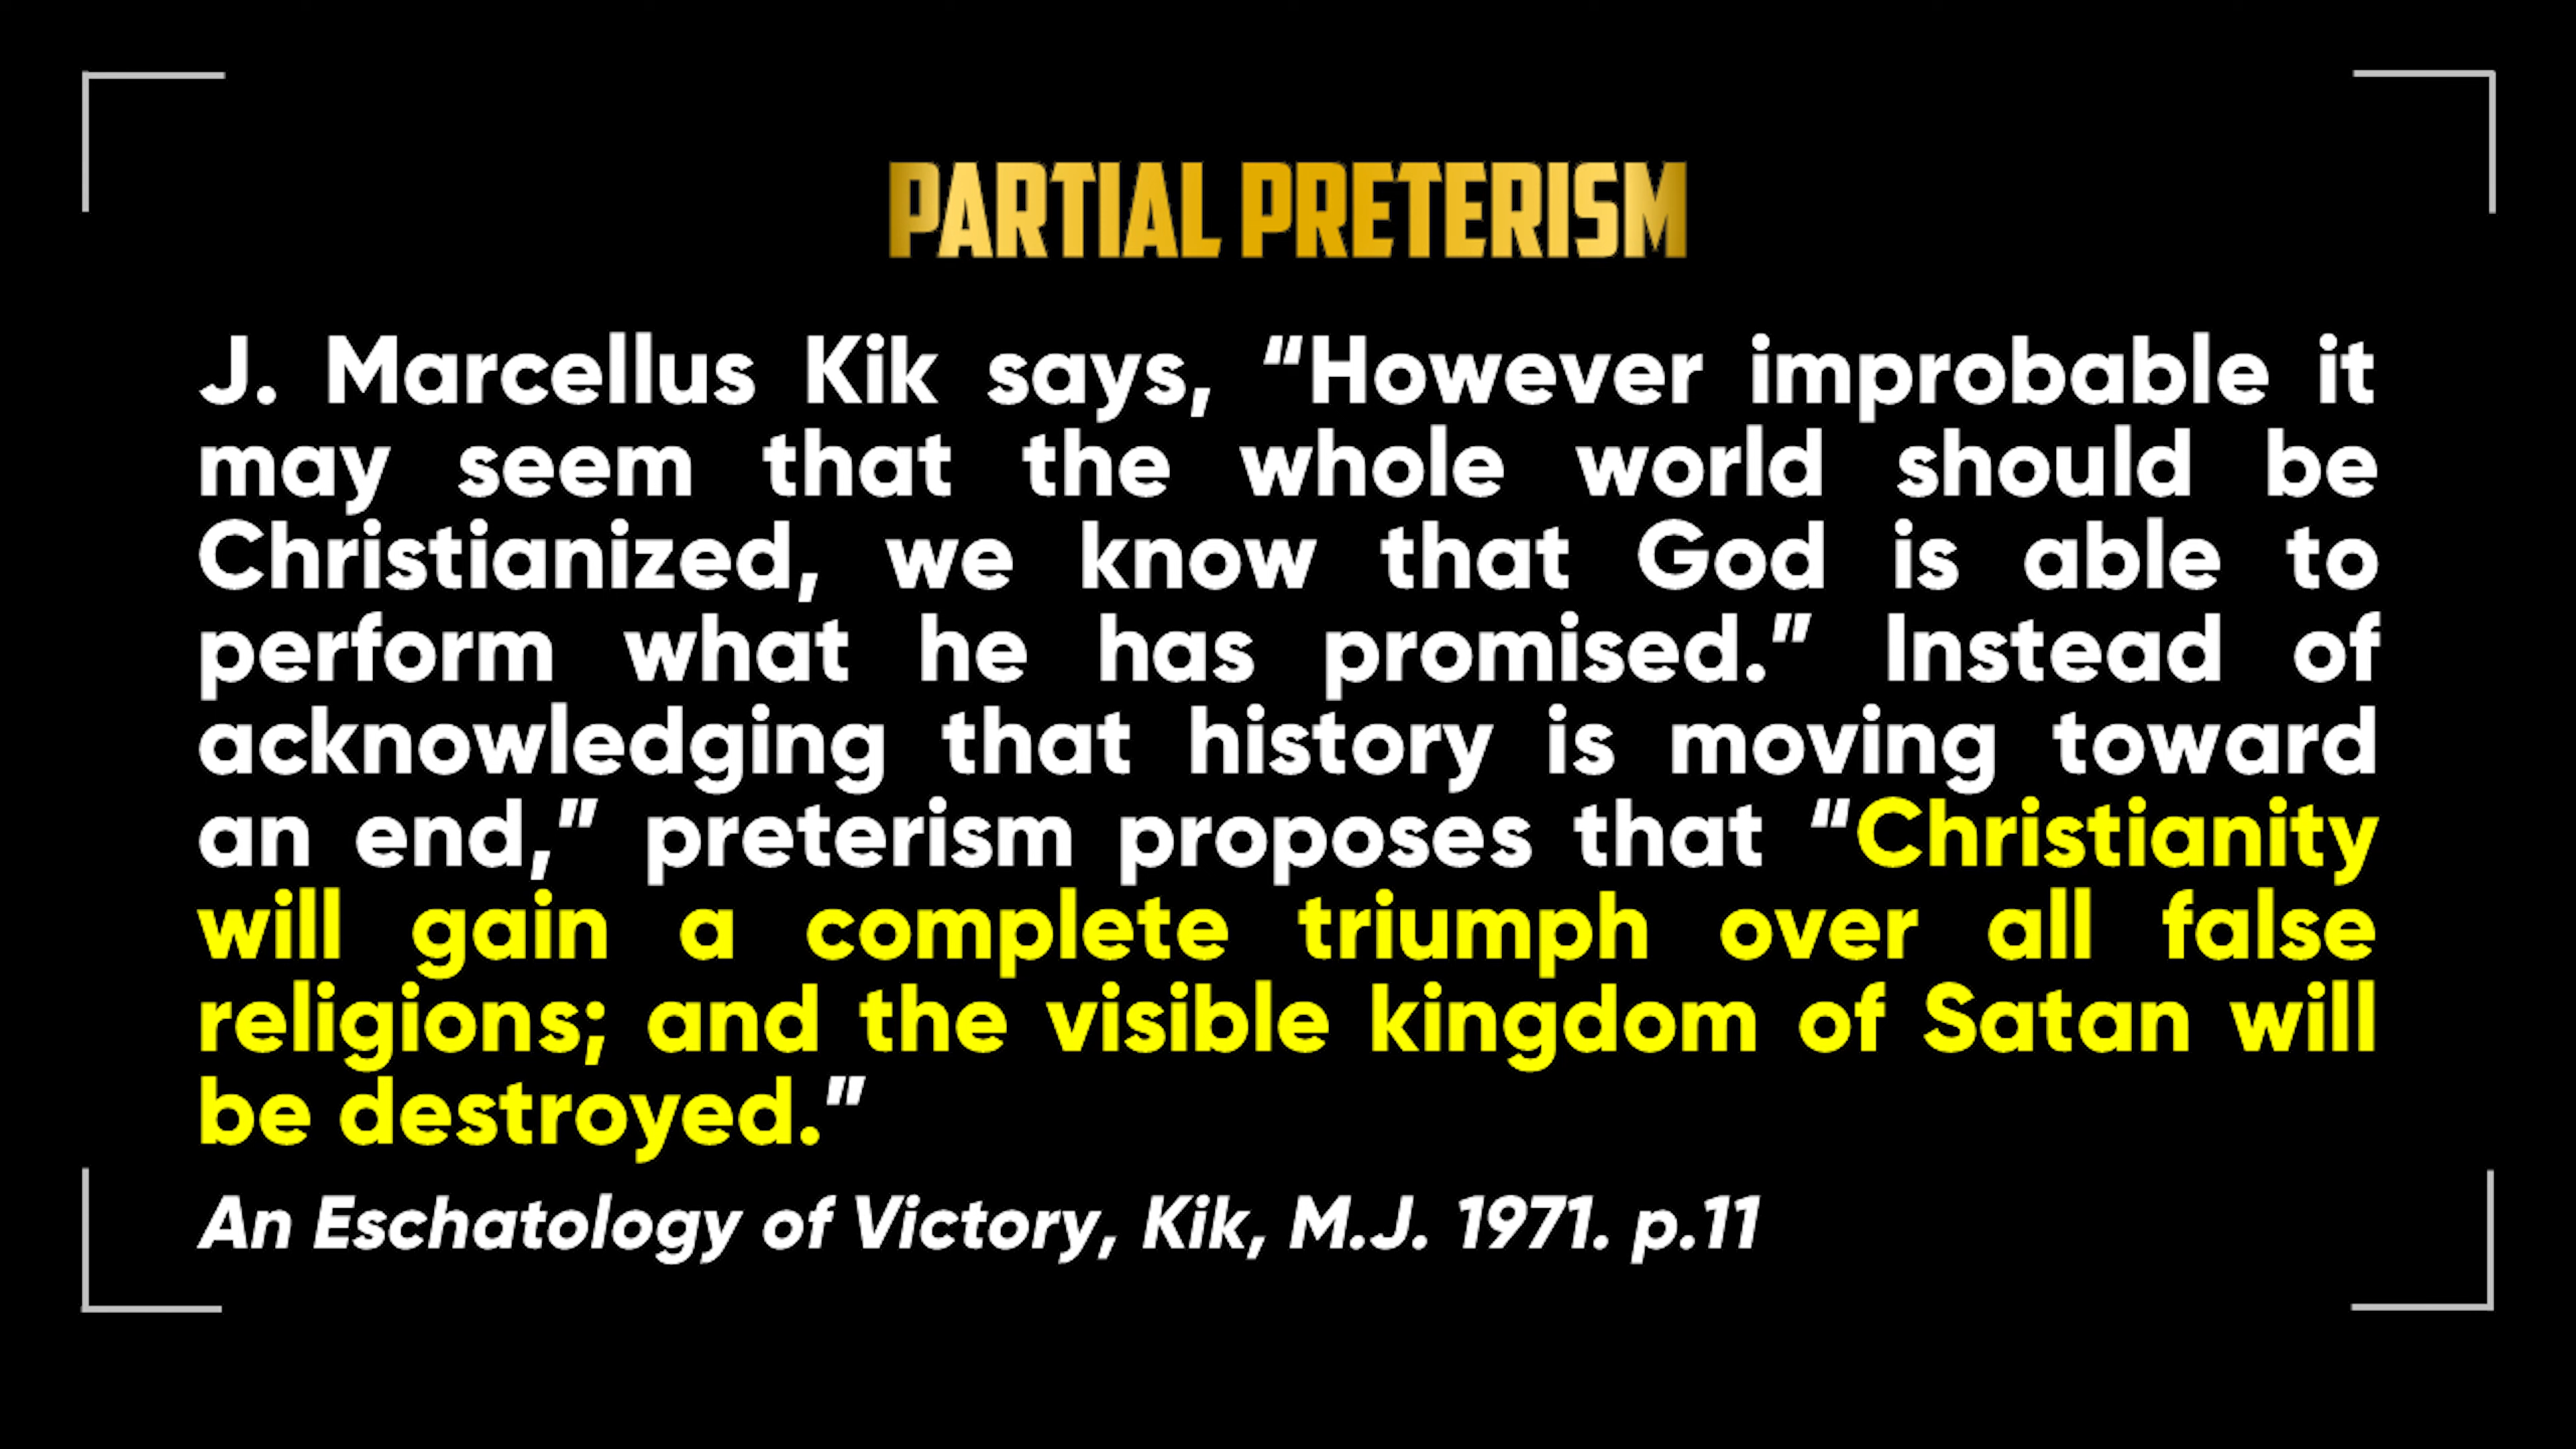 PARTIAL PRETERISM
J. Marcellus Kik says, “However improbable it
may seem that the whole world should be
Christianized, we know that God is able to
perform what he has promised.” Instead of
acknowledging that history is moving toward
an end,” preterism proposes that “Christianity
will gain a complete triumph over all false
religions; and the visible kingdom of Satan will
be destroyed.”
An Eschatology of Victory, Kik, M.J. 1971. p.11